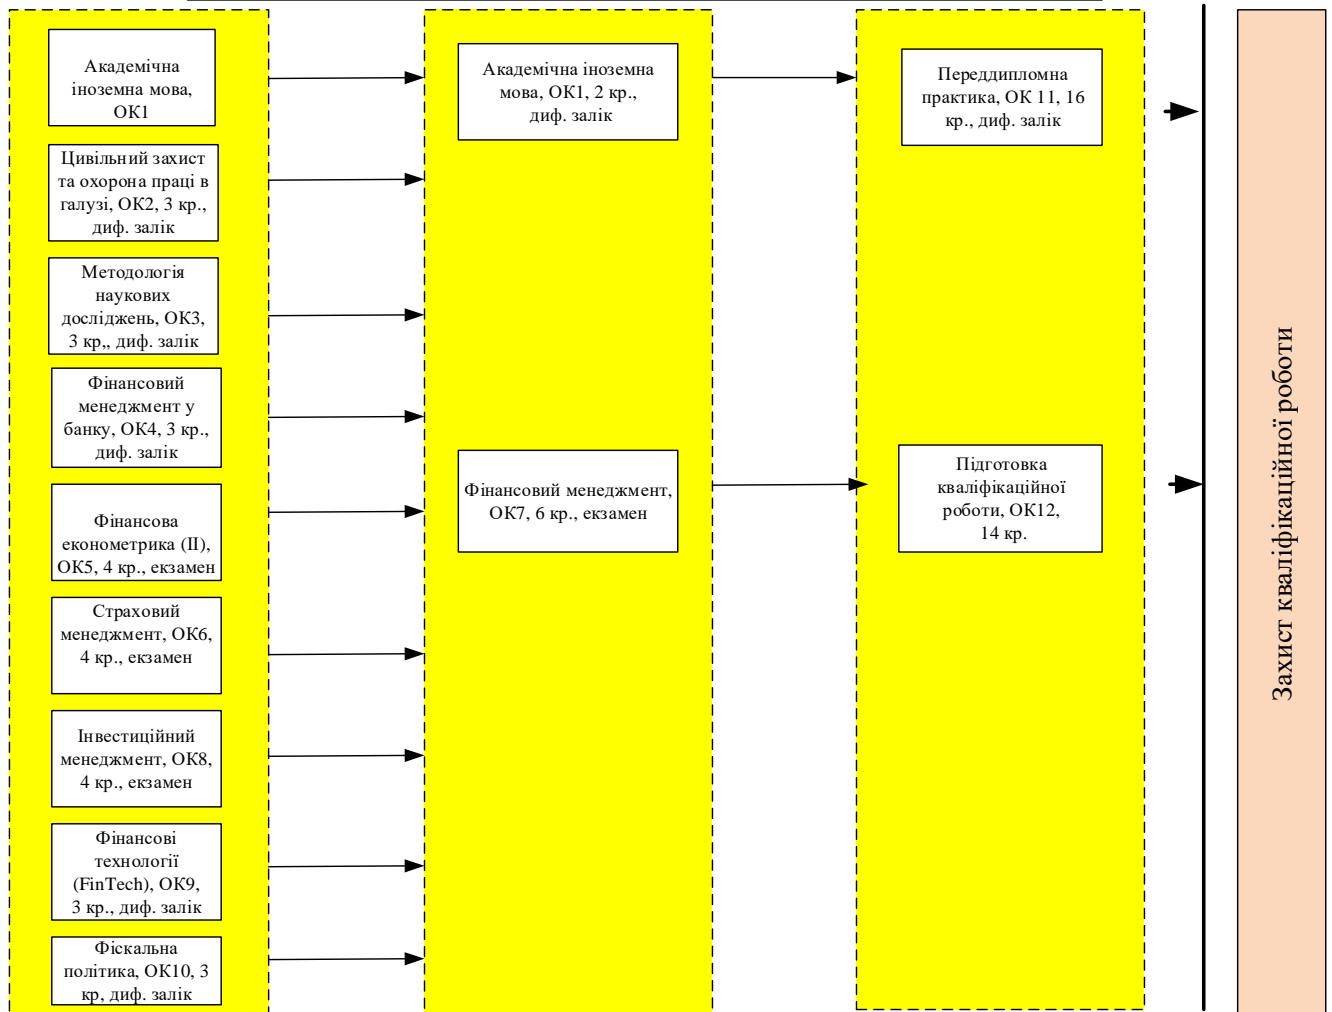 Академічна
іноземна мова,
ОК1
Цивільний захист
та охорона праці в
галузі, ОК2, 3 кр.,
диф. залік
Методологія
наукових
досліджень, ОК3,
3 кр,, диф. залік
Фінансовий
менеджмент у
банку, ОК4, 3 кр.,
диф. залік
Фінансова
економетрика (ІІ),
ОК5, 4 кр., екзамен
Страховий
менеджмент, ОК6,
4 кр., екзамен
Інвестиційний
менеджмент, ОК8,
4 кр., екзамен
Фінансові
технології
(FinTech), ОК9,
3 кр., диф. залік
Фіскальна
політика, ОК10, 3
кр, диф. залік
Академічна іноземна
мова, ОК1, 2 кр.,
диф. залік
Фінансовий менеджмент,
ОК7, 6 кр., екзамен
Переддипломна
практика, ОК 11, 16
кр., диф. залік
Підготовка
кваліфікаційної
роботи, ОК12,
14 кр.
Захист кваліфікаційної роботи